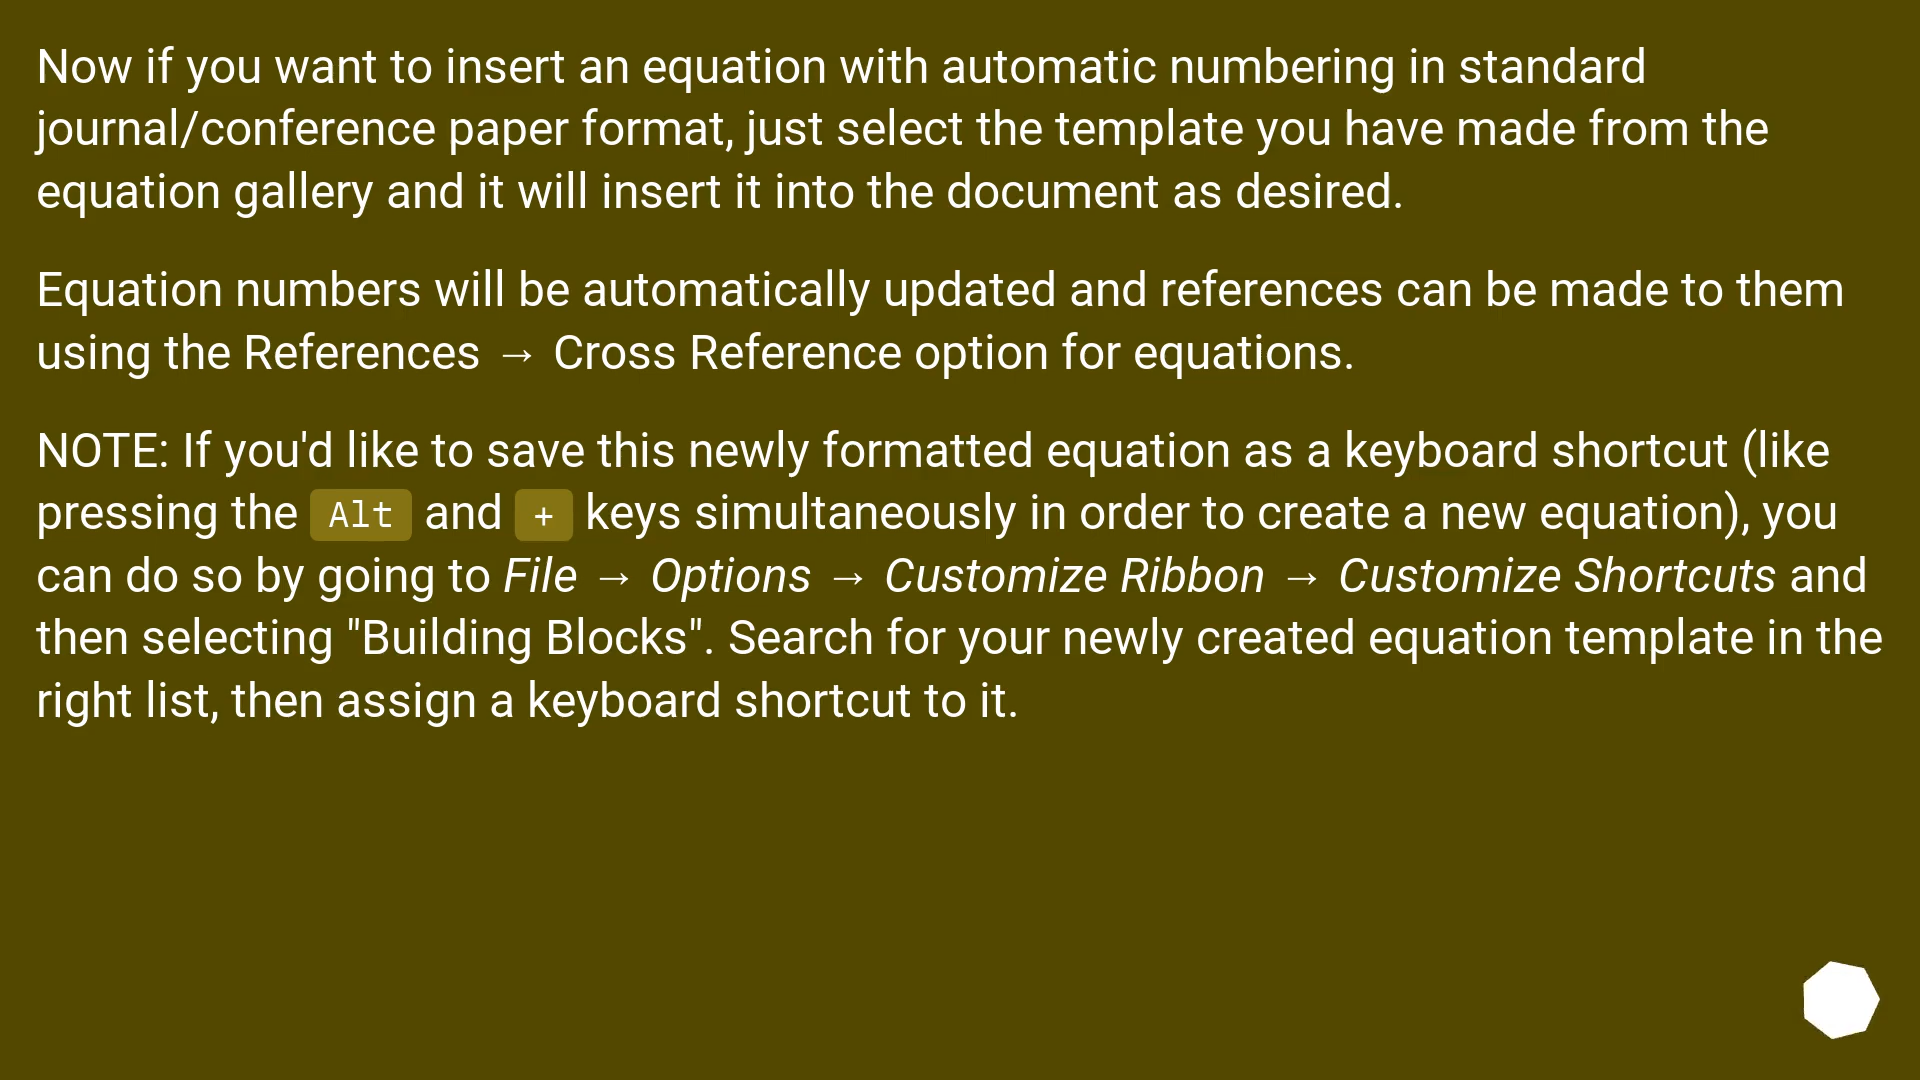 Now if you want to insert an equation with automatic numbering in standard
journal/conference paper format, just select the template you have made from the
equation gallery and it will insert it into the document as desired.
Equation numbers will be automatically updated and references can be made to them
using the References → Cross Reference option for equations.
NOTE: If you'd like to save this newly formatted equation as a keyboard shortcut (like
pressing the Alt and + keys simultaneously in order to create a new equation), you
can do so by going to File → Options → Customize Ribbon → Customize Shortcuts and
then selecting "Building Blocks". Search for your newly created equation template in the
right list, then assign a keyboard shortcut to it.